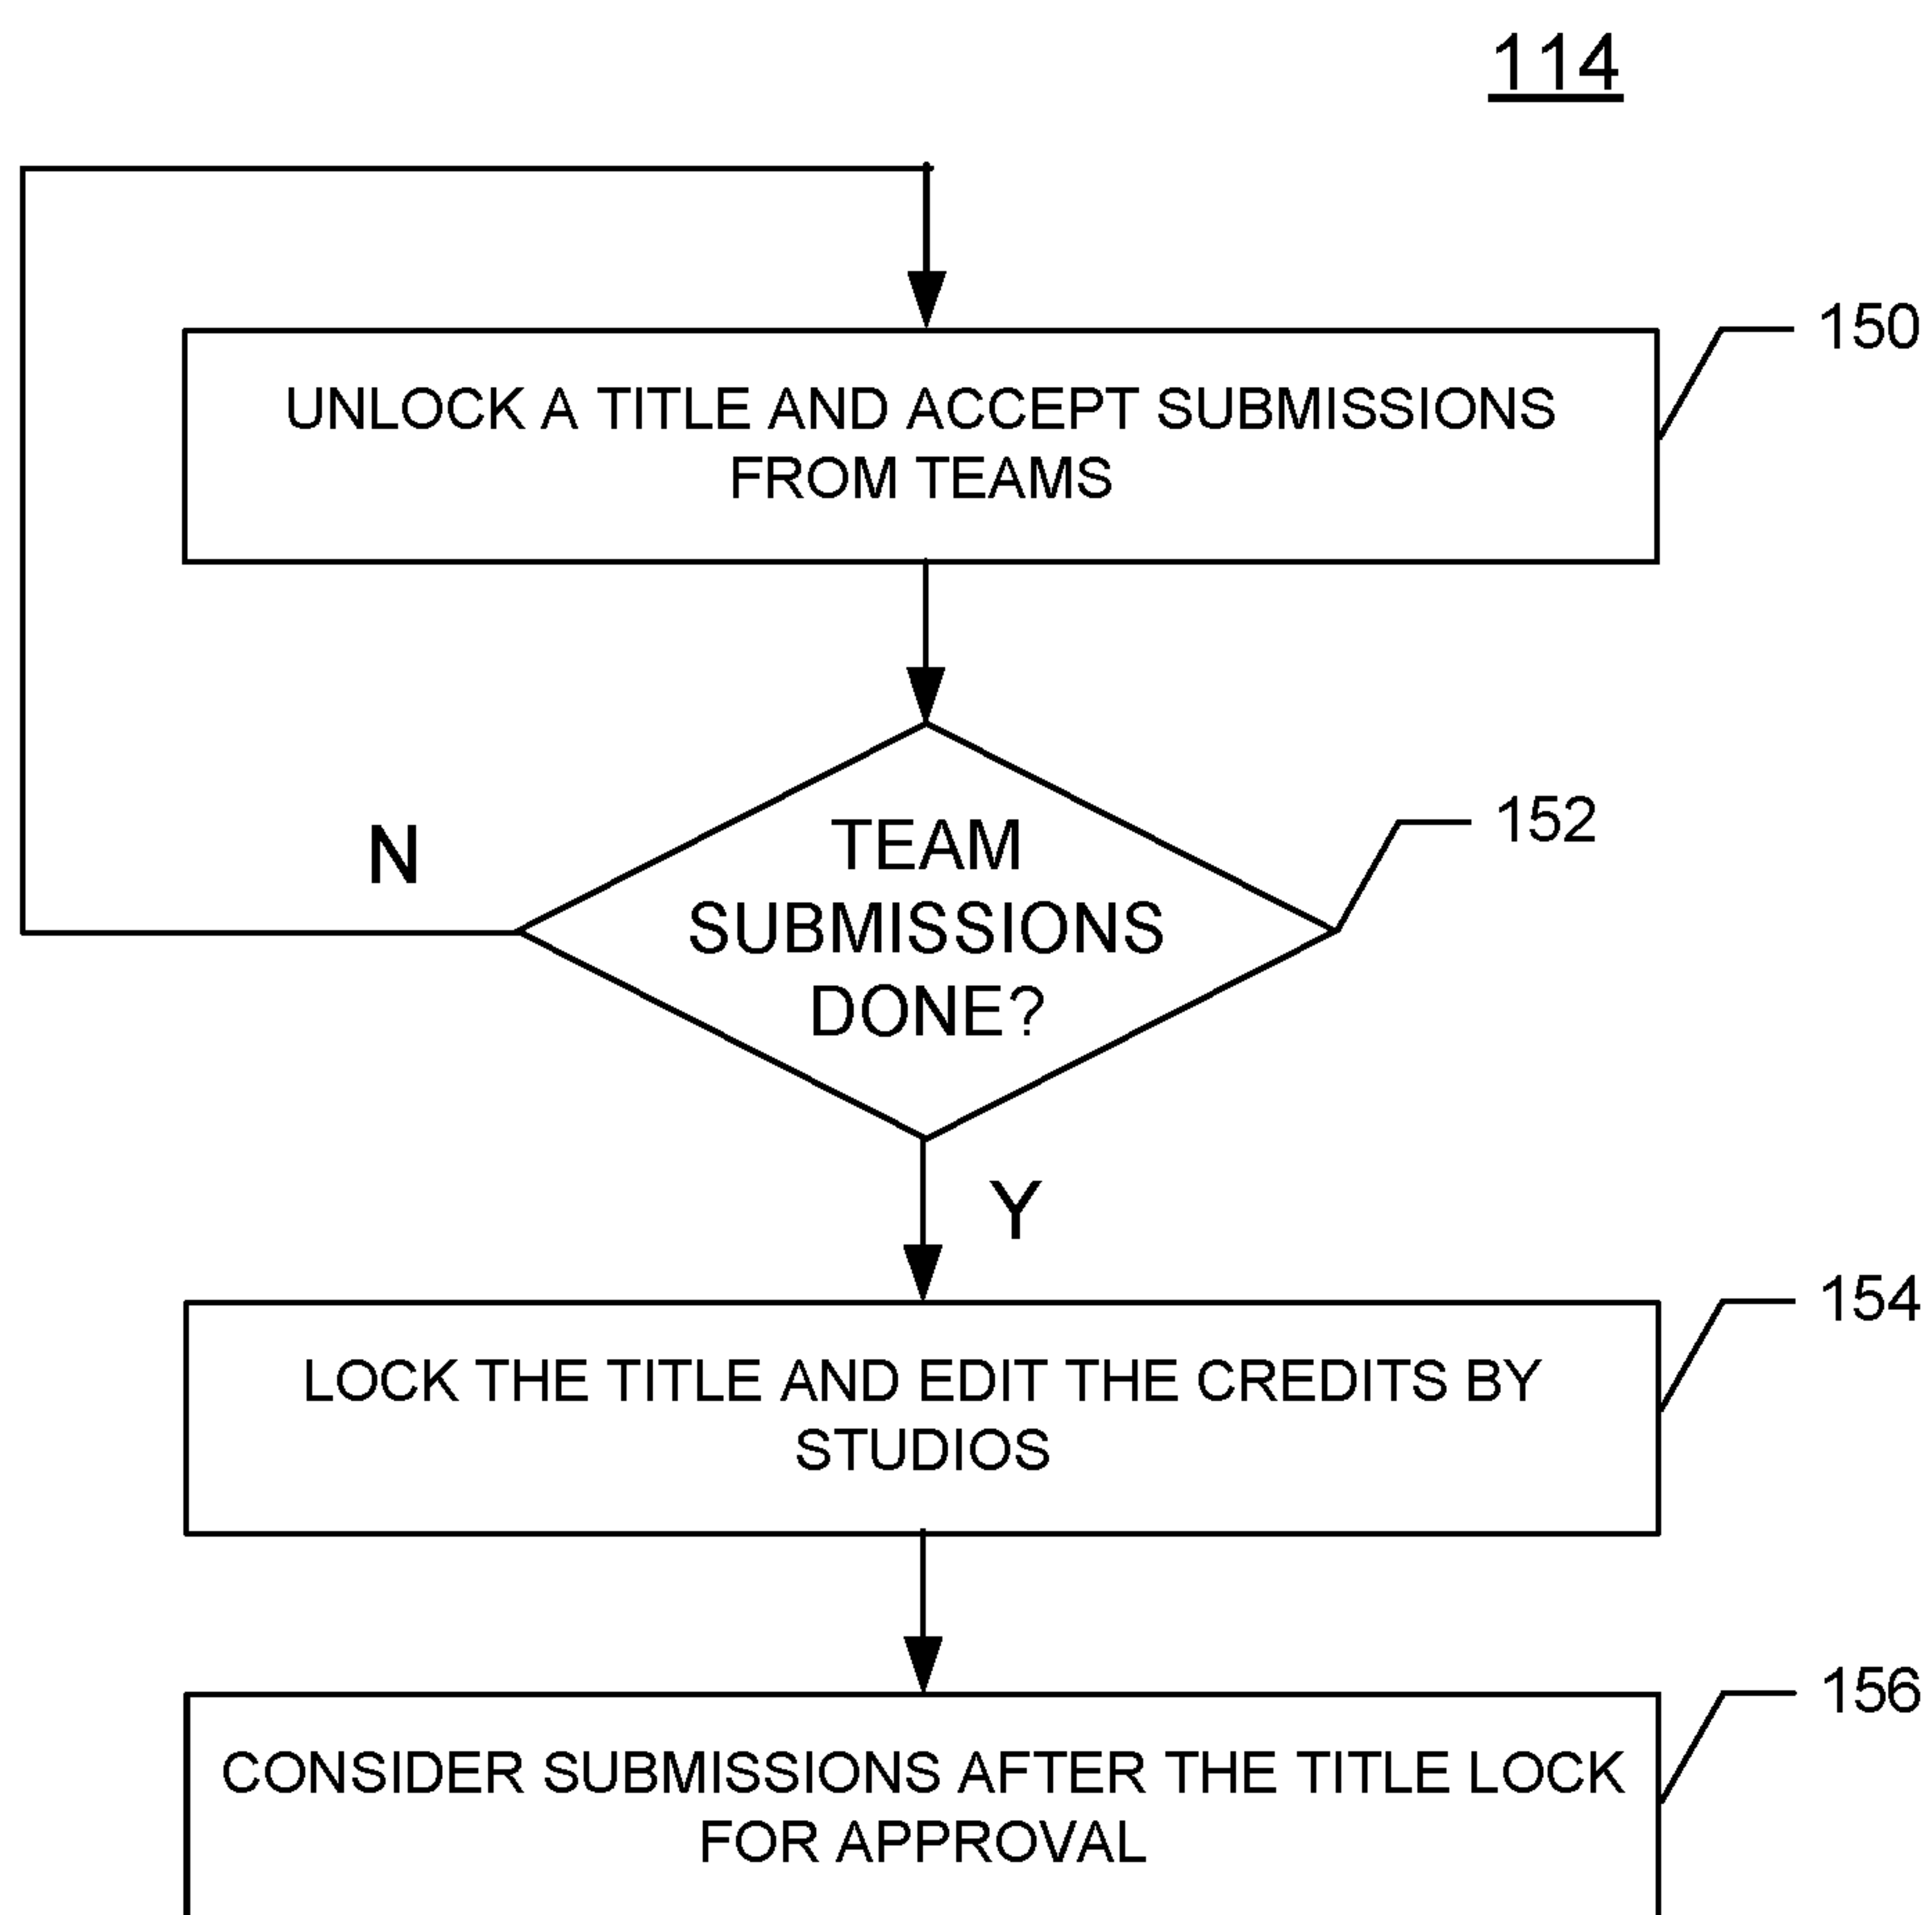 114
UNLOCK A TITLE AND ACCEPT SUBMISSIONS
FROM TEAMS
150
TEAM
SUBMISSIONS
DONE?
152
N
Y
LOCK THE TITLE AND EDIT THE CREDITS BY
STUDIOS
154
CONSIDER SUBMISSIONS AFTER THE TITLE LOCK
FOR APPROVAL
156